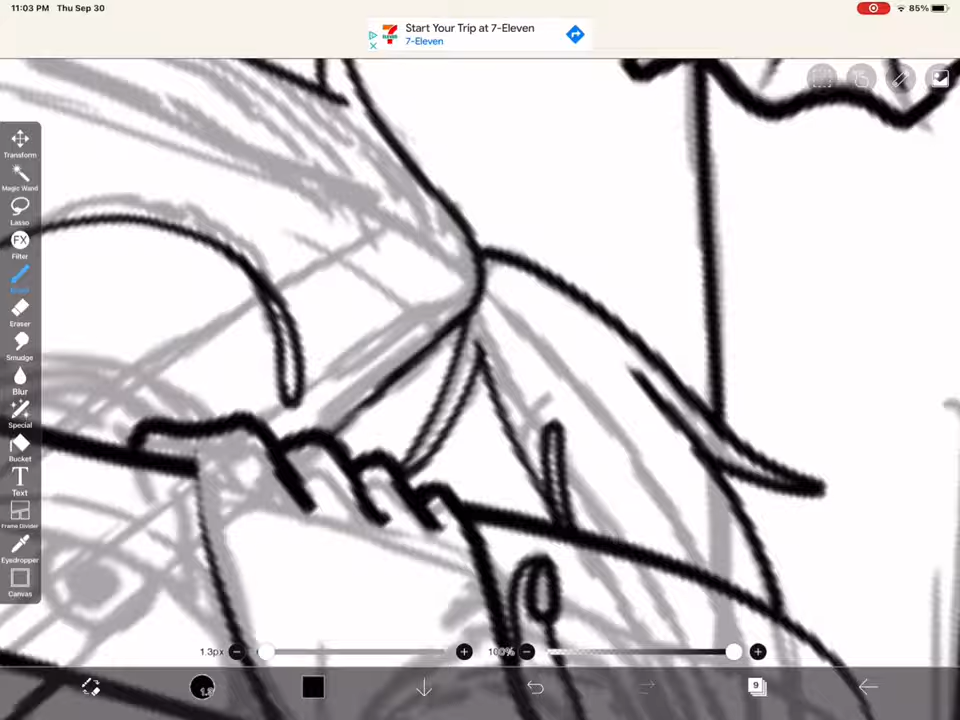 11:03 PM Thu Sep 30
85%
Start Your Trip at 7-Eleven
7-Eleven
ELEVEN
Transform
Magic Wand
Lasso
FX
Filter
Eraser
Smudge
Blur
Special
Bucket
T
Text
Frame Divider
Eyedropper
Canvas
1.3px
100%
9